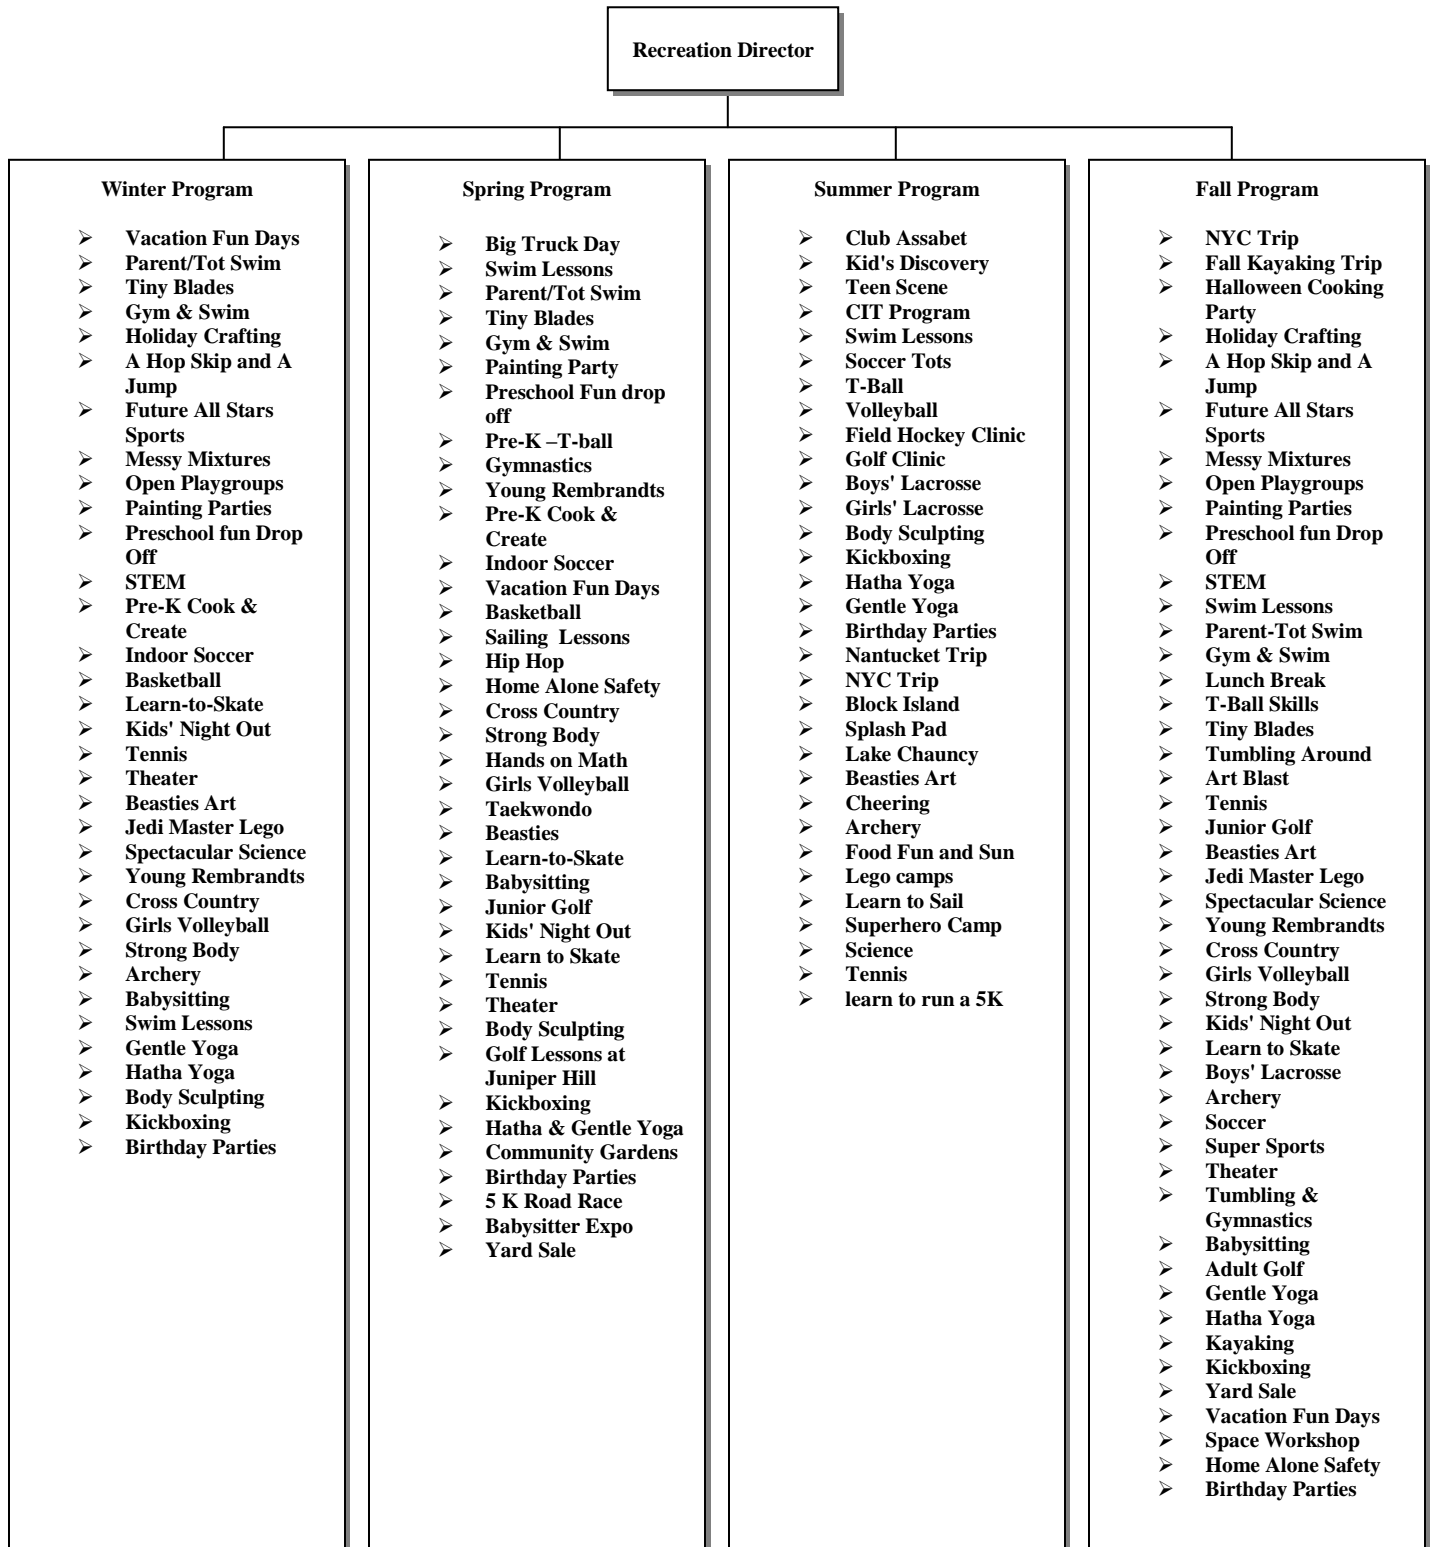 Recreation Director
Winter Program
➢ Vacation Fun Days
➢ Parent/Tot Swim
➢ Tiny Blades
➢ Gym & Swim
➢ Holiday Crafting
➢ A Hop Skip and A
Jump
➢ Future All Stars
Sports
➢ Messy Mixtures
➢ Open Playgroups
➢ Painting Parties
➢ Preschool fun Drop
Off
➢ STEM
➢ Pre-K Cook &
Create
➢ Indoor Soccer
➢ Basketball
➢ Learn-to-Skate
➢ Kids' Night Out
➢ Tennis
➢ Theater
➢ Beasties Art
➢ Jedi Master Lego
➢ Spectacular Science
➢ Young Rembrandts
➢ Cross Country
➢ Girls Volleyball
➢ Strong Body
➢ Archery
➢ Babysitting
➢ Swim Lessons
➢ Gentle Yoga
➢ Hatha Yoga
➢ Body Sculpting
➢ Kickboxing
➢ Birthday Parties
Spring Program
➢ Big Truck Day
➢ Swim Lessons
➢ Parent/Tot Swim
➢ Tiny Blades
➢ Gym & Swim
➢ Painting Party
➢ Preschool Fun drop
off
➢ Pre-K –T-ball
➢ Gymnastics
➢ Young Rembrandts
➢ Pre-K Cook &
Create
➢ Indoor Soccer
➢ Vacation Fun Days
➢ Basketball
➢ Sailing Lessons
➢ Hip Hop
➢ Home Alone Safety
➢ Cross Country
➢ Strong Body
➢ Hands on Math
➢ Girls Volleyball
➢ Taekwondo
➢ Beasties
➢ Learn-to-Skate
➢ Babysitting
➢ Junior Golf
➢ Kids' Night Out
➢ Learn to Skate
➢ Tennis
➢ Theater
➢ Body Sculpting
➢ Golf Lessons at
Juniper Hill
➢ Kickboxing
➢ Hatha & Gentle Yoga
➢ Community Gardens
➢ Birthday Parties
➢ 5 K Road Race
➢ Babysitter Expo
➢ Yard Sale
Summer Program
➢ Club Assabet
➢ Kid's Discovery
➢ Teen Scene
➢ CIT Program
➢ Swim Lessons
➢ Soccer Tots
➢ T-Ball
➢ Volleyball
➢ Field Hockey Clinic
➢ Golf Clinic
➢ Boys' Lacrosse
➢ Girls' Lacrosse
➢ Body Sculpting
➢ Kickboxing
➢ Hatha Yoga
➢ Gentle Yoga
➢ Birthday Parties
➢ Nantucket Trip
➢ NYC Trip
➢ Block Island
➢ Splash Pad
➢ Lake Chauncy
➢ Beasties Art
➢ Cheering
➢ Archery
➢ Food Fun and Sun
➢ Lego camps
➢ Learn to Sail
➢ Superhero Camp
➢ Science
➢ Tennis
➢ learn to run a 5K
Fall Program
➢ NYC Trip
➢ Fall Kayaking Trip
➢ Halloween Cooking
Party
➢ Holiday Crafting
➢ A Hop Skip and A
Jump
➢ Future All Stars
Sports
➢ Messy Mixtures
➢ Open Playgroups
➢ Painting Parties
➢ Preschool fun Drop
Off
➢ STEM
➢ Swim Lessons
➢ Parent-Tot Swim
➢ Gym & Swim
➢ Lunch Break
➢ T-Ball Skills
➢ Tiny Blades
➢ Tumbling Around
➢ Art Blast
➢ Tennis
➢ Junior Golf
➢ Beasties Art
➢ Jedi Master Lego
➢ Spectacular Science
➢ Young Rembrandts
➢ Cross Country
➢ Girls Volleyball
➢ Strong Body
➢ Kids' Night Out
➢ Learn to Skate
➢ Boys' Lacrosse
➢ Archery
➢ Soccer
➢ Super Sports
➢ Theater
➢ Tumbling &
Gymnastics
➢ Babysitting
➢ Adult Golf
➢ Gentle Yoga
➢ Hatha Yoga
➢ Kayaking
➢ Kickboxing
➢ Yard Sale
➢ Vacation Fun Days
➢ Space Workshop
➢ Home Alone Safety
➢ Birthday Parties